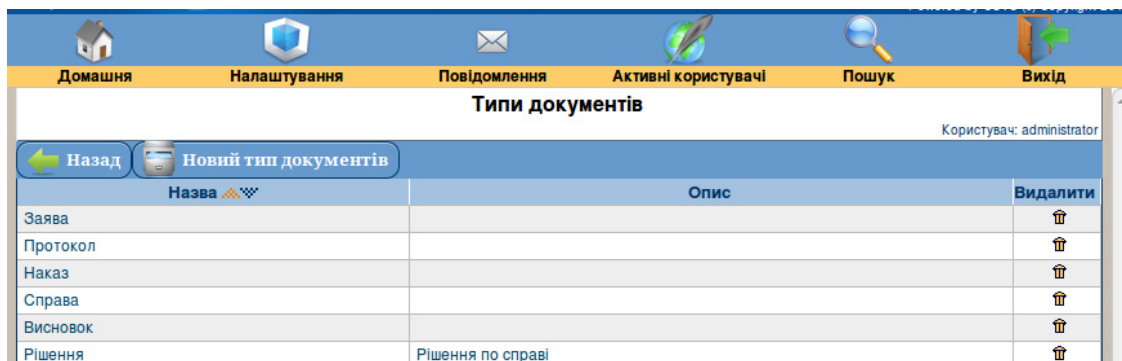 Домашня Налаштування Повідомлення Активні користувачі Пошук Вихід
Типи документів
Користувач: administrator
Назад Новий тип документів
Назва Опис Видалити
Заява
Протокол
Наказ
Справа
Висновок
Рішення Рішення по справі